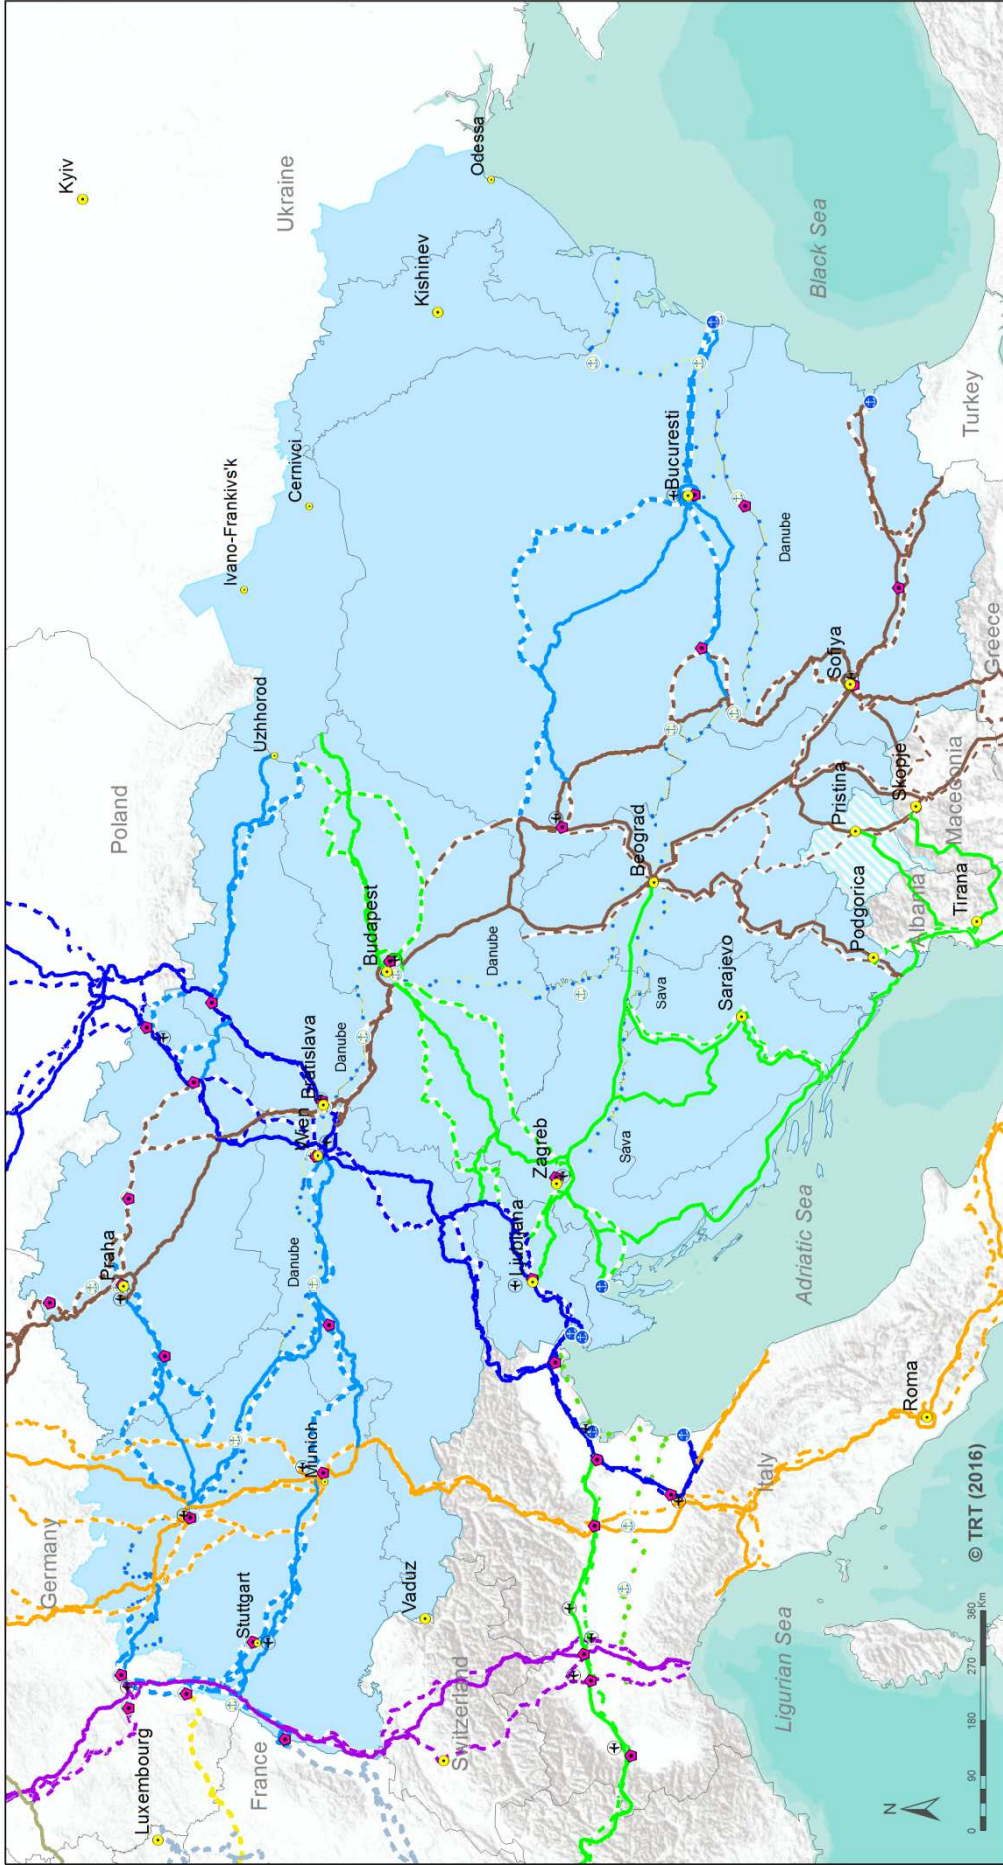 Germany
Kyiv
Praha
Poland
Luxembourg
Ivano-Frankivs'k
Stuttgart
France
Uzhhorod
Ukraine
Danube
Cernivci
Wien
Bratislava
Munich
Danube
Budapest
Vaduz
Kishinev
Switzerland
Odessa
Danube
Ljubljana
Zagreb
Sava
Beograd
Sava
Bucuresti
Sarajevo
Italy
Ligurian Sea
Danube
Adriatic Sea
Black Sea
Sofiya
Pristina
Podgorica
N
Skopje
Roma
Albania
Macedonia
Tirana
Turkey
0 90 180 270 360 Km
© TRT (2016)
Greece